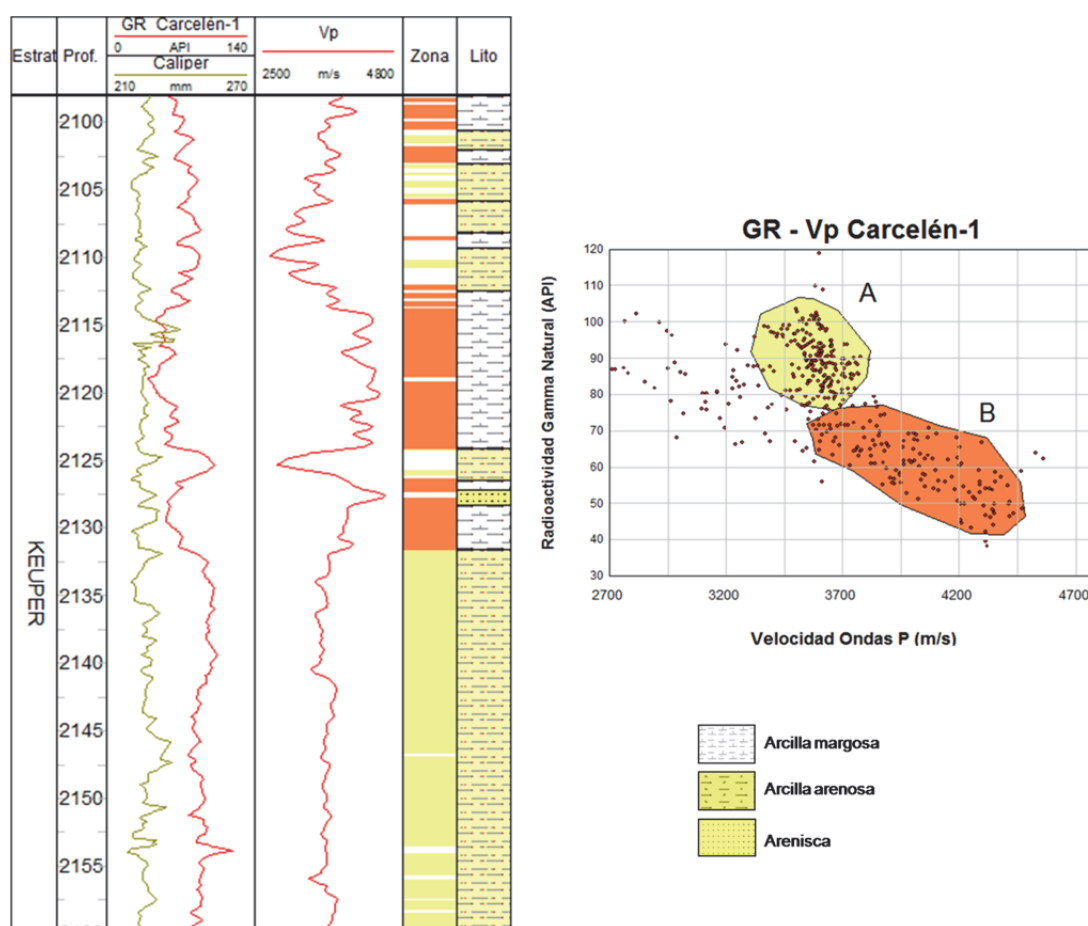 Estrat Prof. GR Carcelén-1 Vp Zona Lito
0 API 140
Caliper
210 mm 270
2500 m/s 4800
2100
2105
2110
2115
2120
2125
2130
2135
2140
2145
2150
2155
KEUPER
GR - Vp Carcelén-1
Radioactividad Gamma Natural (API)
120
110
100
90
80
70
60
50
40
30
A
B
2700 3200 3700 4200 4700
Velocidad Ondas P (m/s)
Arcilla margosa
Arcilla arenosa
Arenisca